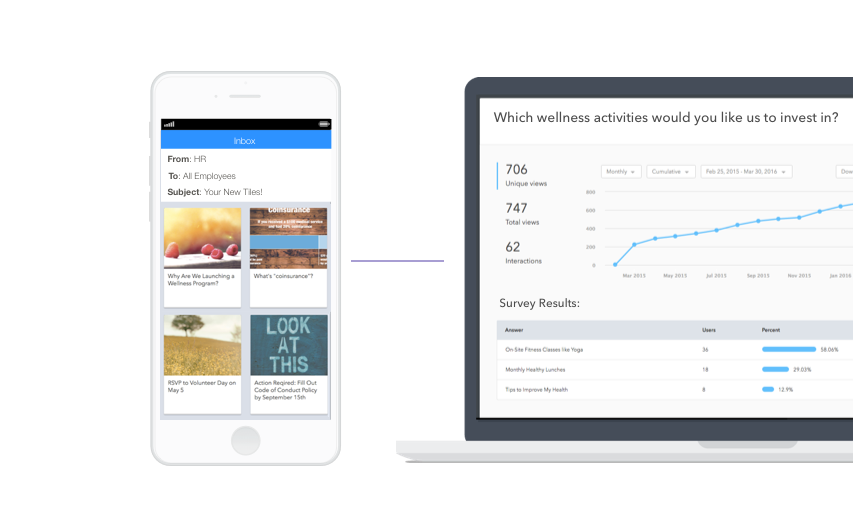 Inbox
From: HR
To: All Employees
Subject: Your New Tiles!
Coinsurance
Why Are We Launching a
Wellness Program?
What's "coinsurance"?
LOOK
AT
THIS
RSVP to Volunteer Day on
May 5
Action Reqired: Fill Out
Code of Conduct Policy
by September 15th
Which wellness activities would you like us to invest in?
706
Unique views
747
Total views
62
Interactions
Monthly
Cumulative
Feb 25, 2015 - Mar 30, 2016
800
600
400
200
0
Mar 2015 May 2015 Jul 2015 Sep 2015 Nov 2015 Jan 2016
Survey Results:
Answer Users Percent
On-Site Fitness Classes like Yoga 36 58.06%
Monthly Healthy Lunches 18 29.03%
Tips to Improve My Health 8 12.9%